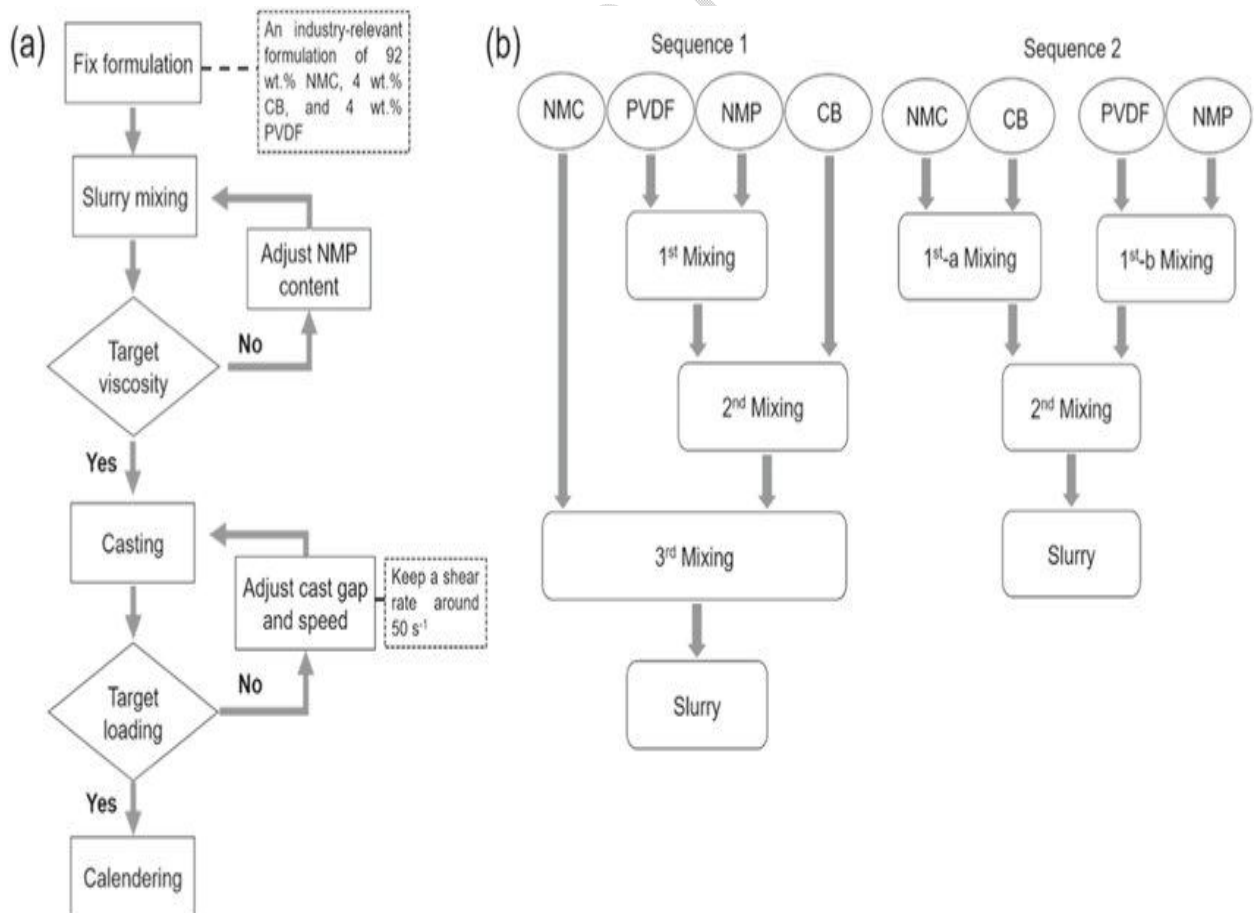 (a)
Fix formulation
An industry-relevant
formulation of 92
wt.% NMC, 4 wt.%
CB, and 4 wt.%
PVDF
Slurry mixing
Adjust NMP
content
Target
viscosity
No
Yes
Casting
Adjust cast gap
and speed
Keep a shear
rate around
50 s⁻¹
Target
loading
No
Yes
Calendering
(b)
Sequence 1
NMC
PVDF
NMP
CB
1st Mixing
2nd Mixing
3rd Mixing
Slurry
Sequence 2
NMC
CB
PVDF
NMP
1st-a Mixing
1st-b Mixing
2nd Mixing
Slurry